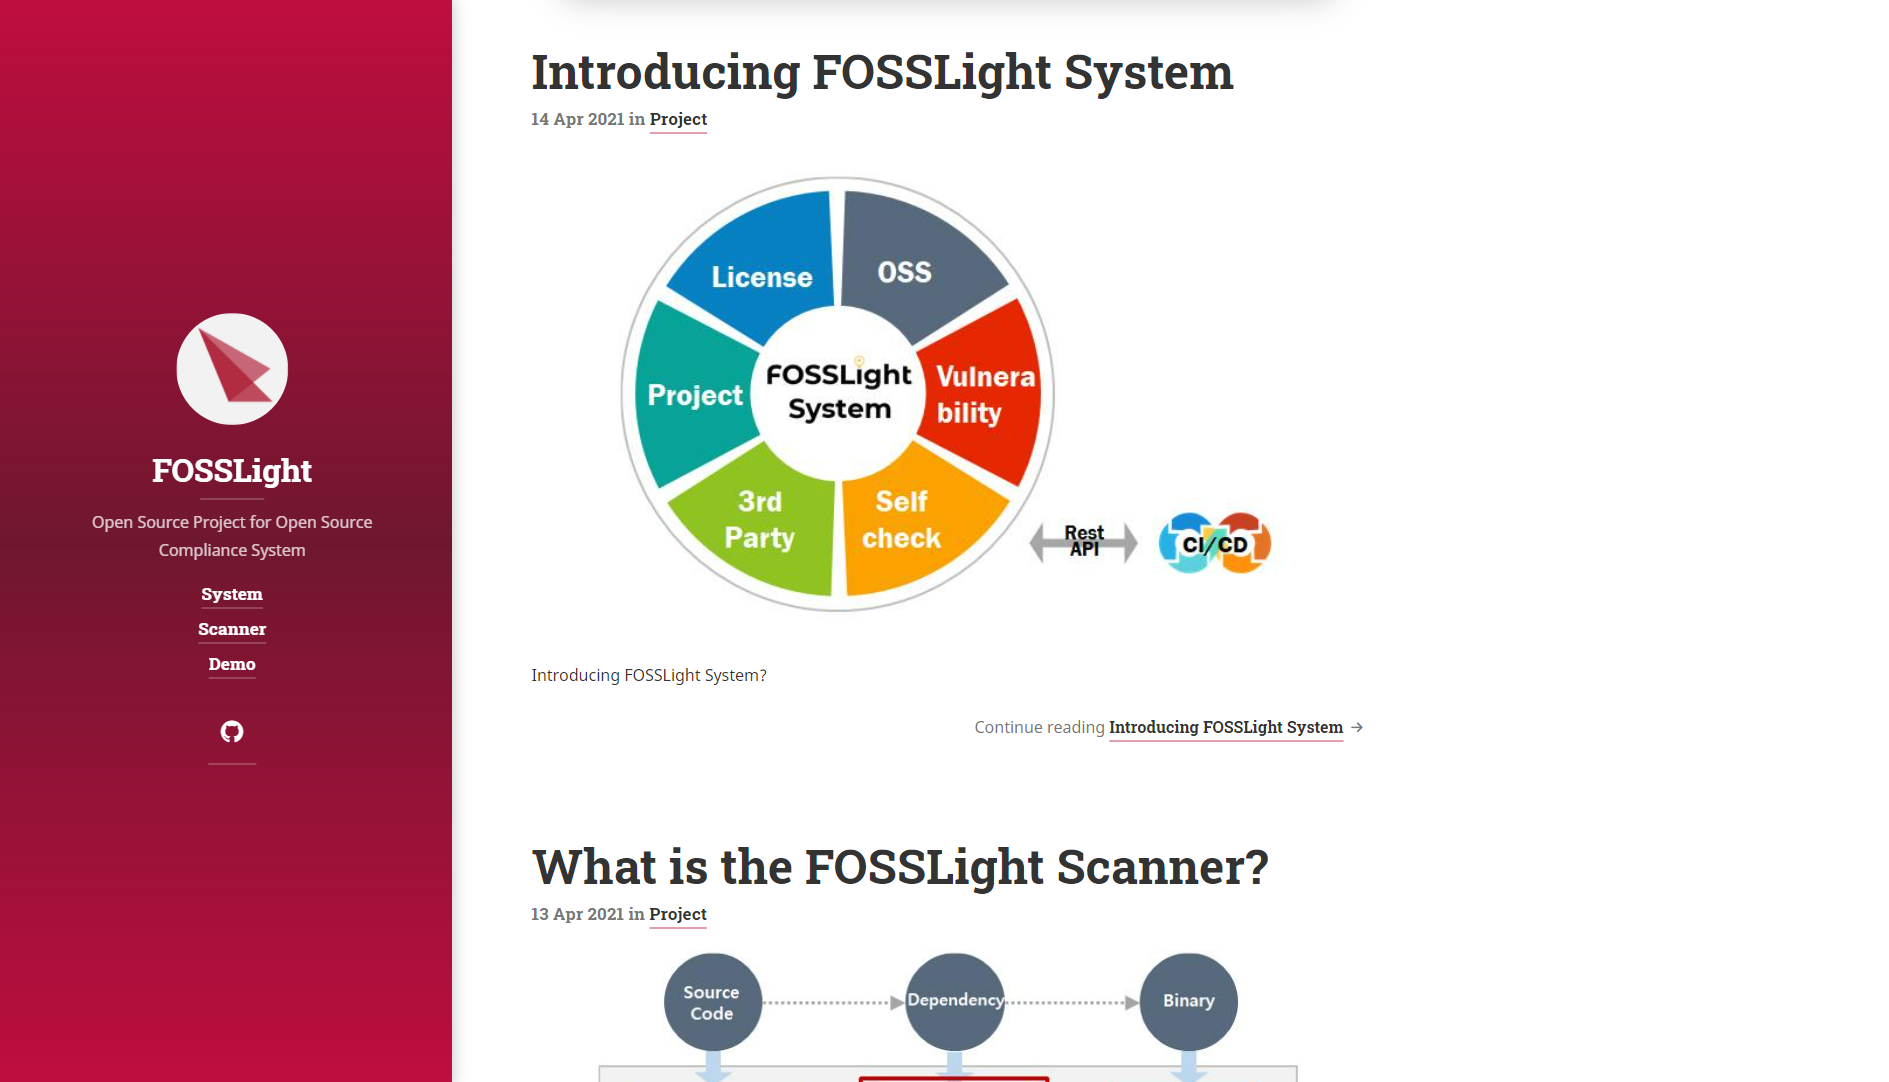 FOSSLight
Open Source Project for Open Source
Compliance System
System
Scanner
Demo
Introducing FOSSLight System
14 Apr 2021 in Project
License
OSS
Project
FOSSLight
System
Vulnera
bility
3rd
Party
Self
check
Rest
API
CI/CD
Introducing FOSSLight System?
Continue reading Introducing FOSSLight System →
What is the FOSSLight Scanner?
13 Apr 2021 in Project
Source
Code
Dependency
Binary